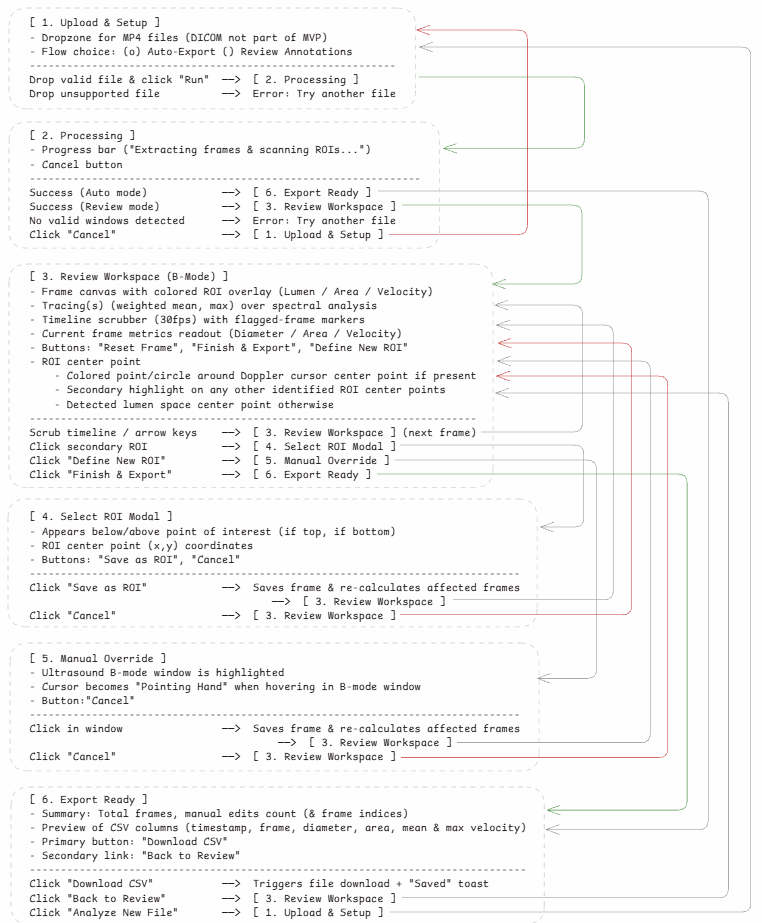 [ 1. Upload & Setup ]
- Dropzone for MP4 files (DICOM not part of MVP)
- Flow choice: (o) Auto-Export () Review Annotations
--------------------------------------------------------
Drop valid file & click "Run" —–> [ 2. Processing ]
Drop unsupported file —–> Error: Try another file
[ 2. Processing ]
- Progress bar ("Extracting frames & scanning ROIs...")
- Cancel button
--------------------------------------------------------
Success (Auto mode) —–> [ 6. Export Ready ]
Success (Review mode) —–> [ 3. Review Workspace ]
No valid windows detected —–> Error: Try another file
Click "Cancel" —–> [ 1. Upload & Setup ]
[ 3. Review Workspace (B-Mode) ]
- Frame canvas with colored ROI overlay (Lumen / Area / Velocity)
- Tracing(s) (weighted mean, max) over spectral analysis
- Timeline scrubber (30fps) with flagged-frame markers
- Current frame metrics readout (Diameter / Area / Velocity)
- Buttons: "Reset Frame", "Finish & Export", "Define New ROI"
- ROI center point
- Colored point/circle around Doppler cursor center point if present
- Secondary highlight on any other identified ROI center points
- Detected lumen space center point otherwise
--------------------------------------------------------
Scrub timeline / arrow keys —–> [ 3. Review Workspace ] (next frame)
Click secondary ROI —–> [ 4. Select ROI Modal ]
Click "Define New ROI" —–> [ 5. Manual Override ]
Click "Finish & Export" —–> [ 6. Export Ready ]
[ 4. Select ROI Modal ]
- Appears below/above point of interest (if top, if bottom)
- ROI center point (x,y) coordinates
- Buttons: "Save as ROI", "Cancel"
--------------------------------------------------------
Click "Save as ROI" —–> Saves frame & re-calculates affected frames
—–> [ 3. Review Workspace ]
Click "Cancel" —–> [ 3. Review Workspace ]
[ 5. Manual Override ]
- Ultrasound B-mode window is highlighted
- Cursor becomes "Pointing Hand" when hovering in B-mode window
- Button:"Cancel"
--------------------------------------------------------
Click in window —–> Saves frame & re-calculates affected frames
—–> [ 3. Review Workspace ]
Click "Cancel" —–> [ 3. Review Workspace ]
[ 6. Export Ready ]
- Summary: Total frames, manual edits count (& frame indices)
- Preview of CSV columns (timestamp, frame, diameter, area, mean & max velocity)
- Primary button: "Download CSV"
- Secondary link: "Back to Review"
--------------------------------------------------------
Click "Download CSV" —–> Triggers file download + "Saved" toast
Click "Back to Review" —–> [ 3. Review Workspace ]
Click "Analyze New File" —–> [ 1. Upload & Setup ]